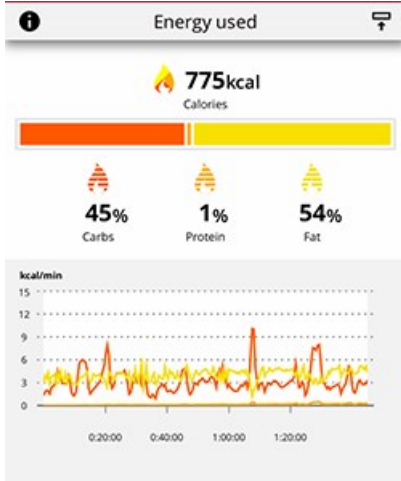 Energy used
775kcal
Calories
45% 1% 54%
Carbs Protein Fat
kcal/min
15
12
9
6
3
0
0:20:00 0:40:00 1:00:00 1:20:00